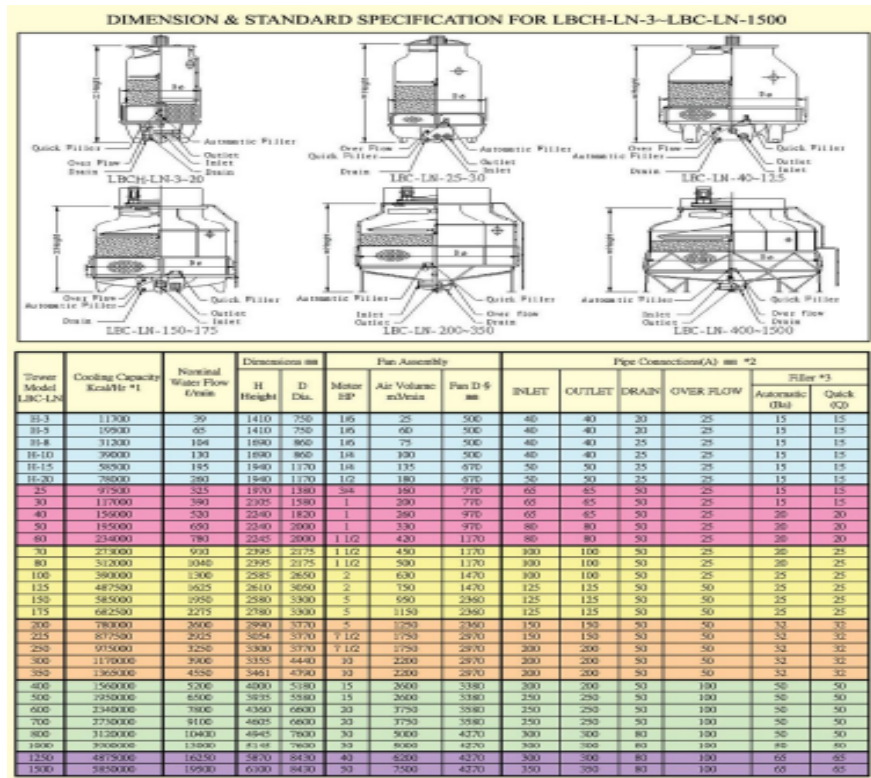 DIMENSION & STANDARD SPECIFICATION FOR LBCH-LN-3~LBC-LN-1500
Quick Filler Automatic Filler
Over Flow Outlet
Drain Inlet
Drain
LBCH-LN-3-20
Over Flow Automatic Filler
Quick Filler Outlet
Drain Inlet
LBC-LN-25-30
Over Flow Quick Filler
Automatic Filler Outlet
Drain Inlet
LBC-LN-40-125
Over Flow Quick Filler
Automatic Filler Outlet
Drain Inlet
LBC-LN-150~175
Automatic Filler Quick Filler
Inlet Over flow
Outlet Drain
LBC-LN-200~350
Automatic Filler Quick Filler
Inlet Over flow
Outlet Drain
LBC-LN-400~1500
Tower Model LBC-LN Cooling Capacity Kcal/Hr *1 Nominal Water Flow ℓ/min Dimensions mm Fan Assembly Pipe Connections(A) mm *2
H Height D Dia. Motor HP Air Volume m3/min Fan D ϕ mm INLET OUTLET DRAIN OVER FLOW Filler *3
Automatic (Ba) Quick (Q)
H-3 11700 39 1410 750 1/6 25 500 40 40 20 25 15 15
H-5 19500 65 1410 750 1/6 60 500 40 40 20 25 15 15
H-8 31200 104 1690 860 1/6 75 500 40 40 25 25 15 15
H-10 39000 130 1690 860 1/4 100 500 40 40 25 25 15 15
H-15 58500 195 1940 1170 1/4 135 670 50 50 25 25 15 15
H-20 78000 260 1940 1170 1/2 180 670 50 50 25 25 15 15
25 97500 325 1970 1380 3/4 160 770 65 65 25 25 15 15
30 117000 390 2105 1580 1 200 770 65 65 25 25 15 15
40 156000 520 2240 1820 1 260 970 65 65 50 25 20 20
50 195000 650 2240 2000 1 330 970 80 80 50 25 20 20
60 234000 780 2245 2000 1 1/2 420 1170 80 80 50 25 20 20
70 273000 910 2395 2175 1 1/2 450 1170 100 100 50 25 20 25
80 312000 1040 2395 2175 1 1/2 500 1170 100 100 50 25 20 25
100 390000 1300 2585 2650 2 630 1470 100 100 50 25 20 25
125 487500 1625 2610 3050 2 750 1470 125 125 50 50 25 25
150 585000 1950 2580 3300 5 950 2360 125 125 50 50 25 25
175 682500 2275 2780 3300 5 1150 2360 125 125 50 50 25 25
200 780000 2600 2990 3770 5 1250 2360 150 150 50 50 32 32
225 877500 2925 3054 3770 7 1/2 1750 2970 150 150 50 50 32 32
250 975000 3250 3300 3770 7 1/2 1750 2970 200 200 50 50 32 32
300 1170000 3900 3355 4440 10 2200 2970 200 200 50 50 32 32
350 1365000 4550 3461 4790 10 2200 2970 200 200 50 50 32 32
400 1560000 5200 4000 5180 15 2600 3380 200 200 50 100 50 50
500 1950000 6500 3935 5580 15 2600 3380 250 250 50 100 50 50
600 2340000 7800 4360 6600 20 3750 3580 250 250 50 100 50 50
700 2730000 9100 4605 6600 20 3750 3580 250 250 50 100 50 50
800 3120000 10400 4945 7600 30 5000 4270 300 300 80 100 50 50
1000 3900000 13000 5145 7600 30 5000 4270 300 300 80 100 50 50
1250 4875000 16250 5870 8430 40 6200 4270 300 300 80 100 65 65
1500 5850000 19500 6100 8430 50 7500 4270 350 350 80 100 65 65